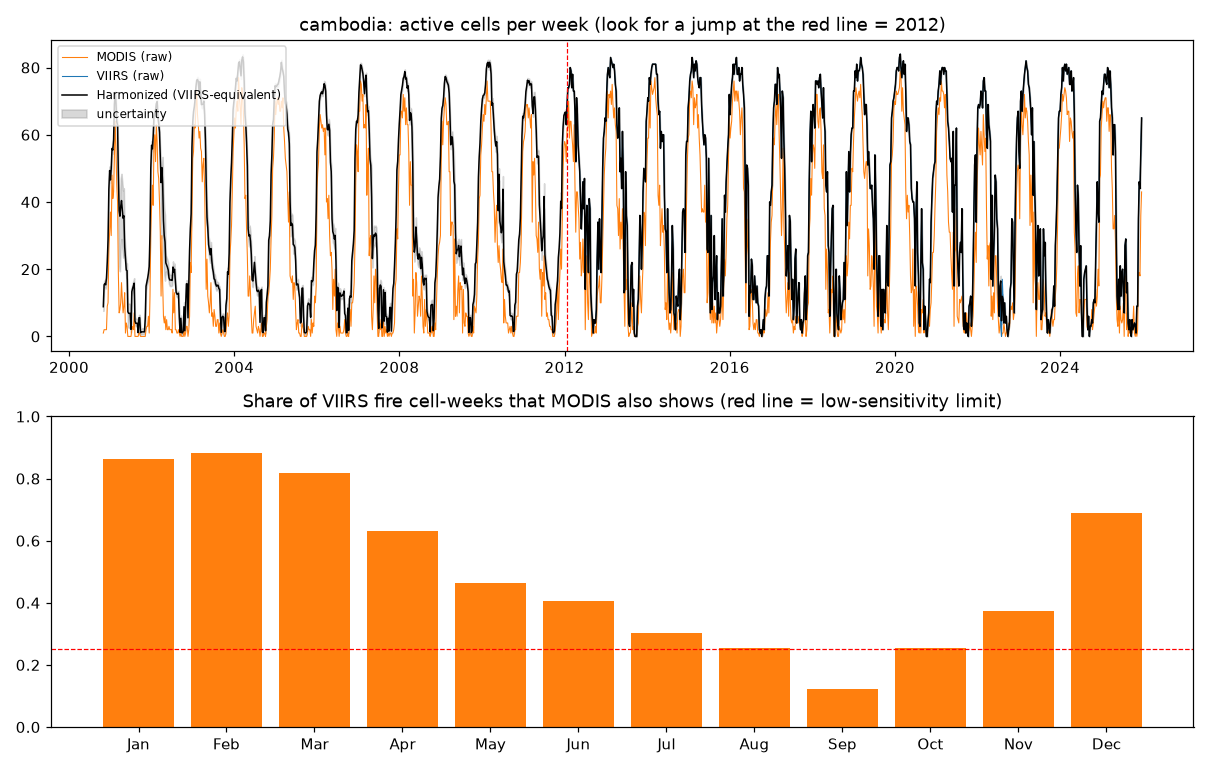 cambodia: active cells per week (look for a jump at the red line = 2012)
MODIS (raw)
VIIRS (raw)
Harmonized (VIIRS-equivalent)
uncertainty
80
60
40
20
0
2000 2004 2008 2012 2016 2020 2024
Share of VIIRS fire cell-weeks that MODIS also shows (red line = low-sensitivity limit)
1.0
0.8
0.6
0.4
0.2
0.0
Jan Feb Mar Apr May Jun Jul Aug Sep Oct Nov Dec